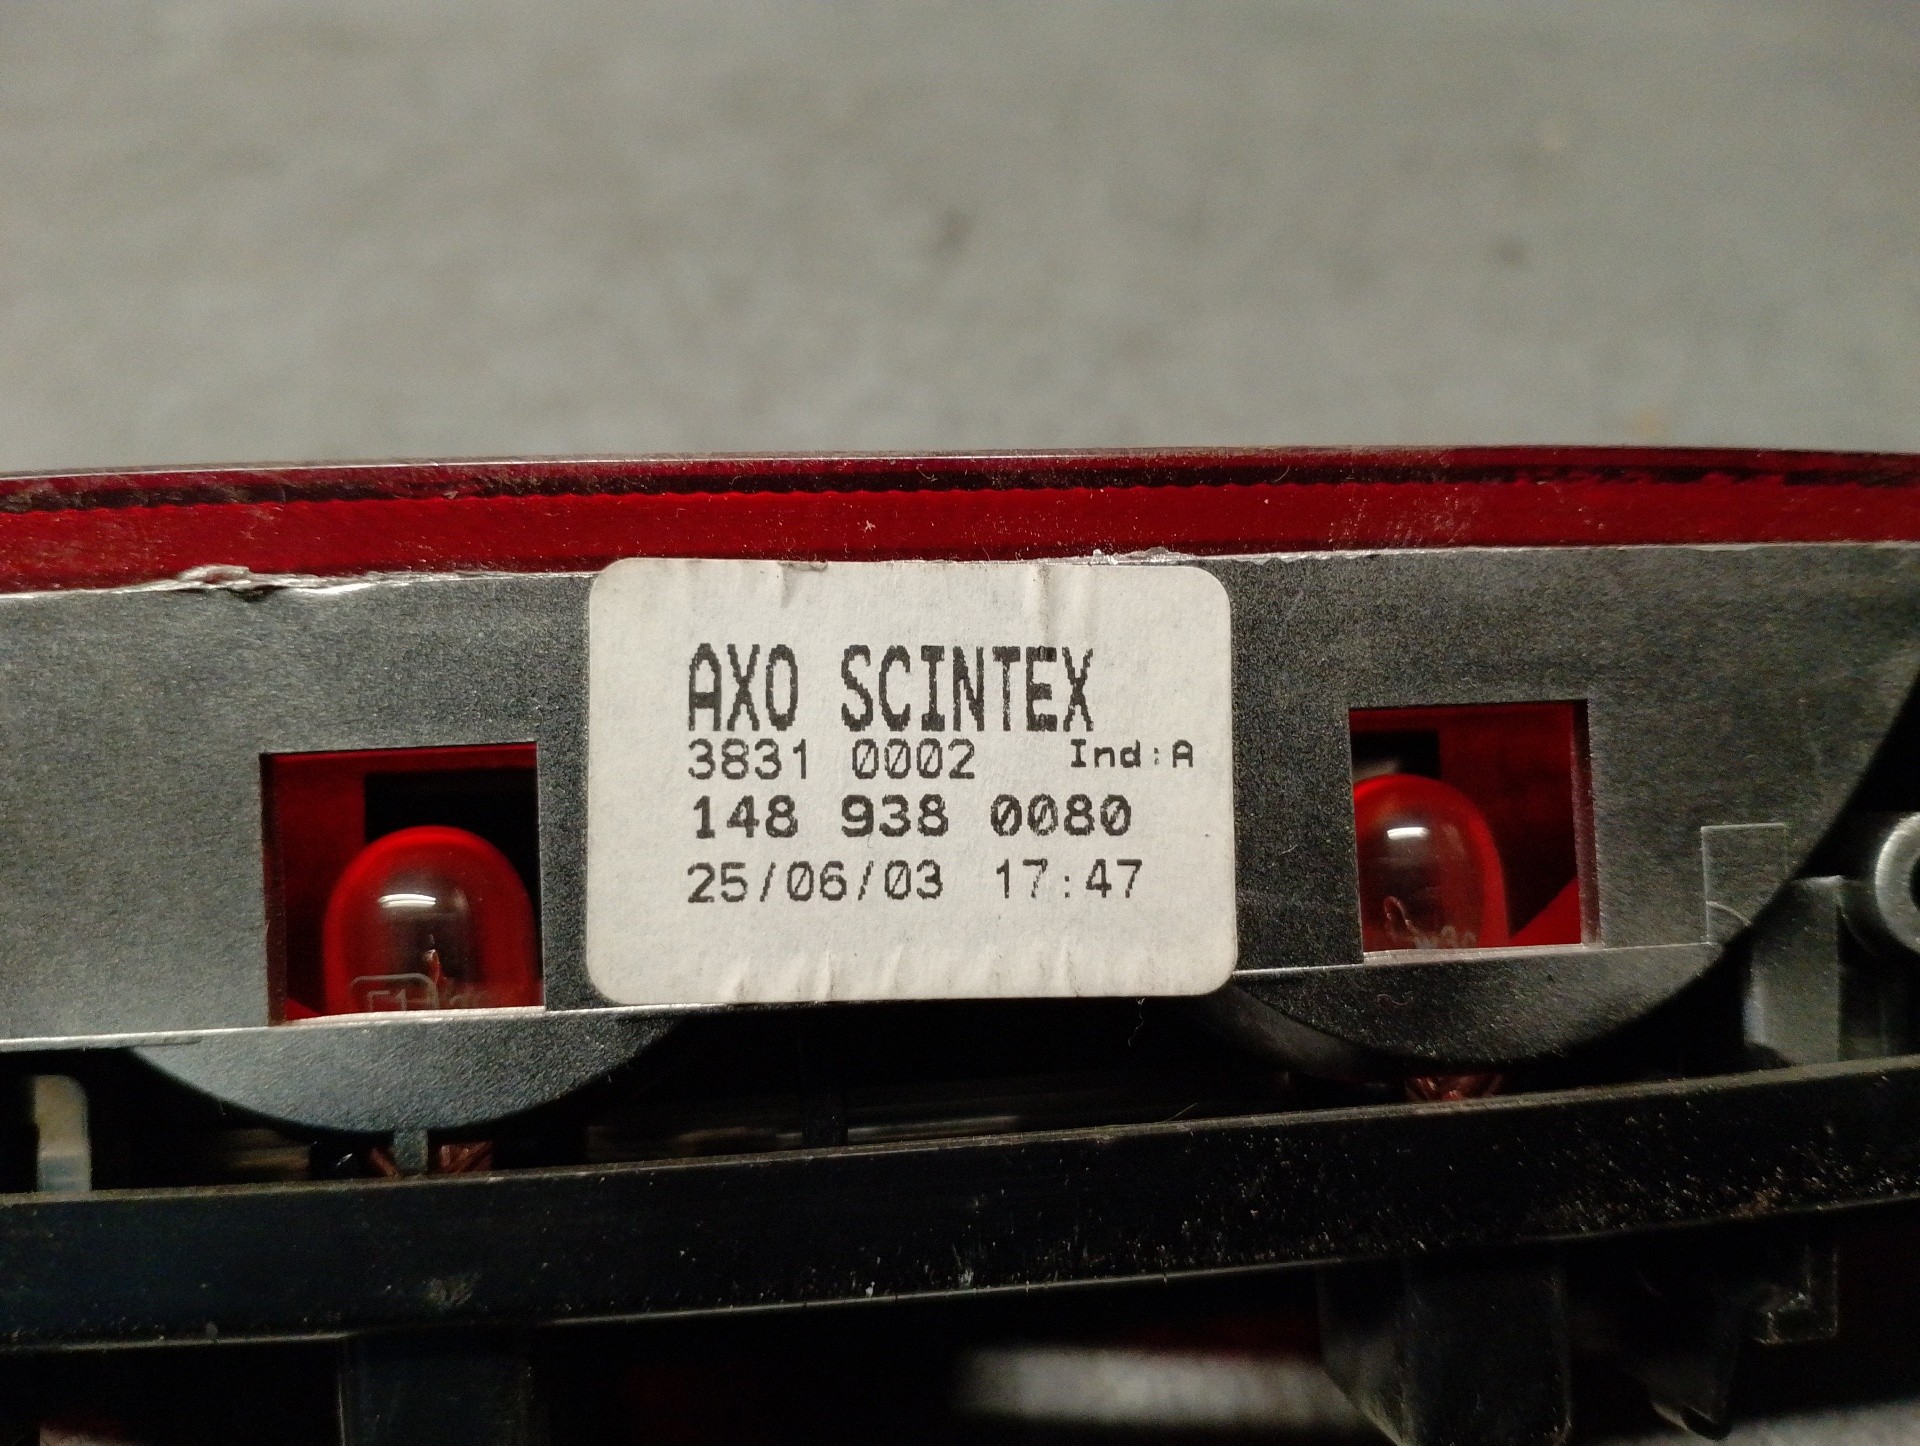 AXO SCINTEX
3831 0002 Ind:A
148 938 0080
25/06/03 17:47